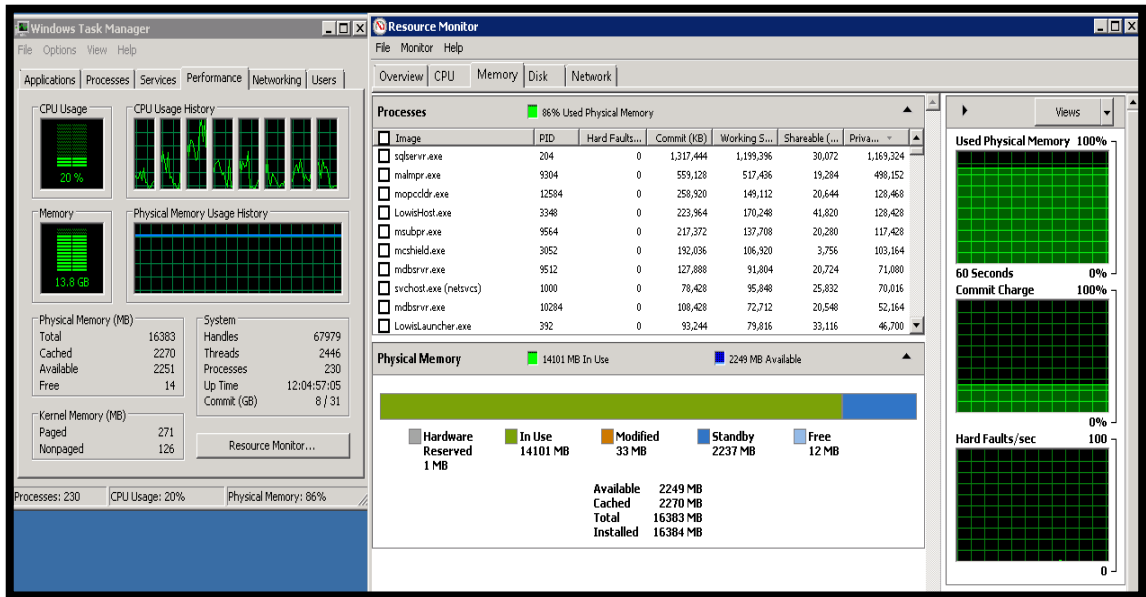 Windows Task Manager
File Options View Help
Applications Processes Services Performance Networking Users
CPU Usage CPU Usage History
20 %
Memory Physical Memory Usage History
13.8 GB
Physical Memory (MB)
Total 16383
Cached 2270
Available 2251
Free 14
System
Handles 67979
Threads 2446
Processes 230
Up Time 12:04:57:05
Commit (GB) 8 / 31
Kernel Memory (MB)
Paged 271
Nonpaged 126
Resource Monitor...
Processes: 230 CPU Usage: 20% Physical Memory: 86%
Resource Monitor
File Monitor Help
Overview CPU Memory Disk Network
Processes 86% Used Physical Memory
Image PID Hard Faults... Commit (KB) Working S... Shareable (... Priva...
sqlservr.exe 204 0 1,317,444 1,199,396 30,072 1,169,324
malmpr.exe 9304 0 559,128 517,436 19,284 498,152
mopccldr.exe 12584 0 258,920 149,112 20,644 128,468
LowisHost.exe 3348 0 223,964 170,248 41,820 128,428
msubpr.exe 9564 0 217,372 137,708 20,280 117,428
mcshield.exe 3052 0 192,036 106,920 3,756 103,164
mdbsrvr.exe 9512 0 127,888 91,804 20,724 71,080
svchost.exe (netsvcs) 1000 0 78,428 95,848 25,832 70,016
mdbsrvr.exe 10284 0 108,428 72,712 20,548 52,164
LowisLauncher.exe 392 0 93,244 79,816 33,116 46,700
Physical Memory 14101 MB In Use 2249 MB Available
Hardware Reserved In Use Modified Standby Free
1 MB 14101 MB 33 MB 2237 MB 12 MB
Available 2249 MB
Cached 2270 MB
Total 16383 MB
Installed 16384 MB
Views
Used Physical Memory 100%
60 Seconds 0%
Commit Charge 100%
0%
Hard Faults/sec 100
0